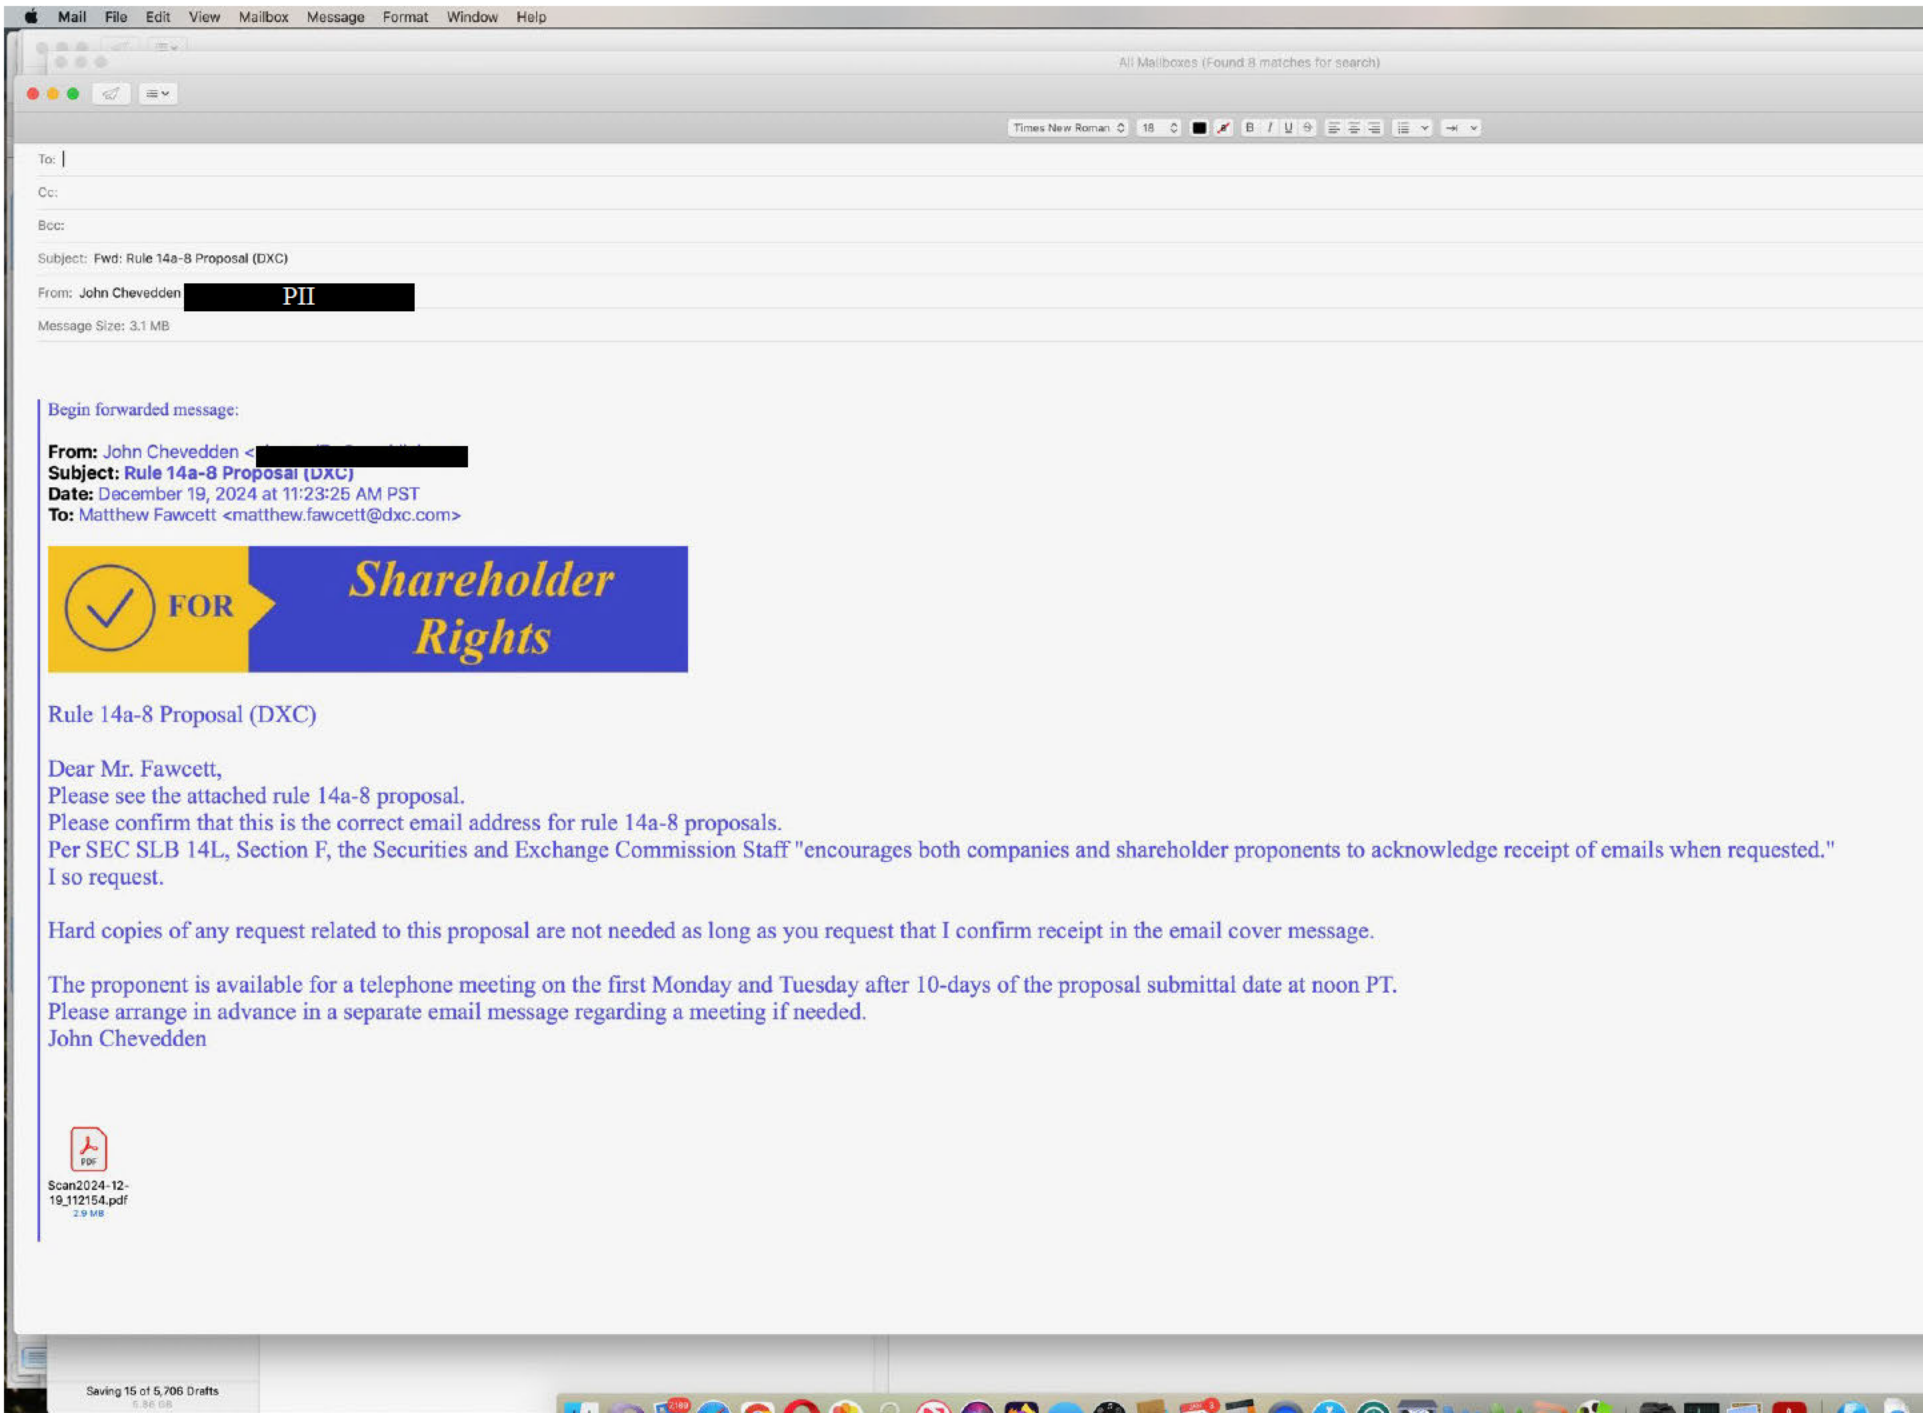 Mail File Edit View Mailbox Message Format Window Help
All Mailboxes (Found 8 matches for search)
Times New Roman 18 B I U S
To:
Cc:
Bcc:
Subject: Fwd: Rule 14a-8 Proposal (DXC)
From: John Chevedden PII
Message Size: 3.1 MB
Begin forwarded message:
From: John Chevedden <
Subject: Rule 14a-8 Proposal (DXC)
Date: December 19, 2024 at 11:23:25 AM PST
To: Matthew Fawcett <matthew.fawcett@dxc.com>
FOR
Shareholder
Rights
Rule 14a-8 Proposal (DXC)
Dear Mr. Fawcett,
Please see the attached rule 14a-8 proposal.
Please confirm that this is the correct email address for rule 14a-8 proposals.
Per SEC SLB 14L, Section F, the Securities and Exchange Commission Staff "encourages both companies and shareholder proponents to acknowledge receipt of emails when requested."
I so request.
Hard copies of any request related to this proposal are not needed as long as you request that I confirm receipt in the email cover message.
The proponent is available for a telephone meeting on the first Monday and Tuesday after 10-days of the proposal submittal date at noon PT.
Please arrange in advance in a separate email message regarding a meeting if needed.
John Chevedden
PDF
Scan2024-12-
19_112154.pdf
2.9 MB
Saving 15 of 5,706 Drafts
5.86 GB
2,189
JAN 3